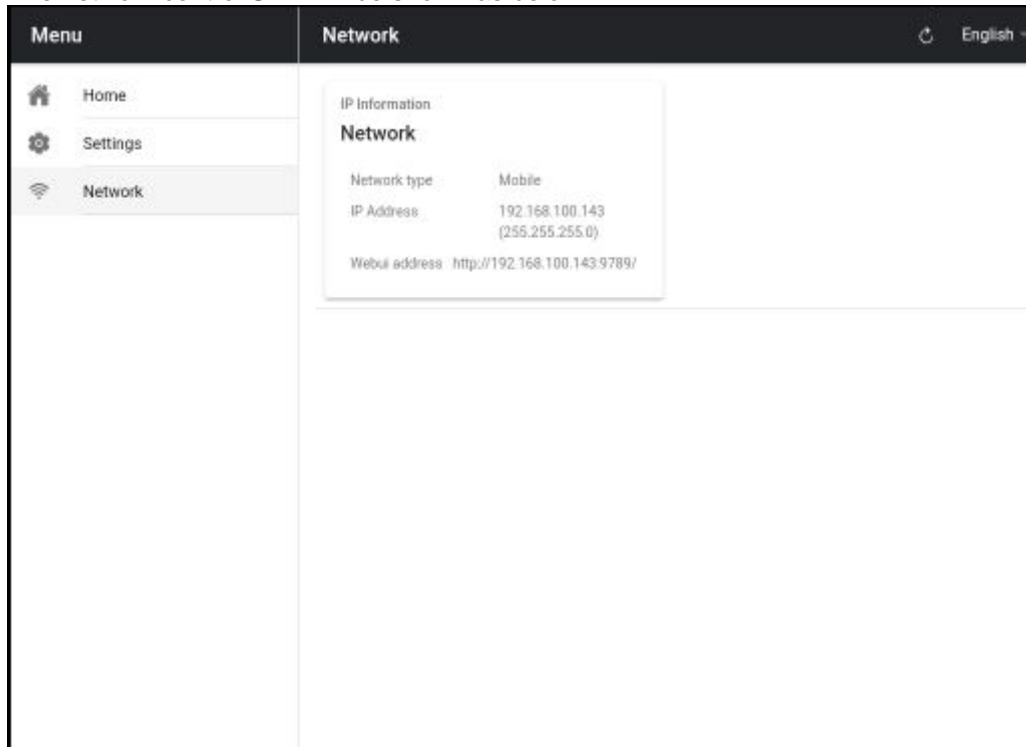 Menu
Network
English
Home
Settings
Network
IP Information
Network
Network type Mobile
IP Address 192.168.100.143
(255.255.255.0)
Webui address http://192.168.100.143:9789/